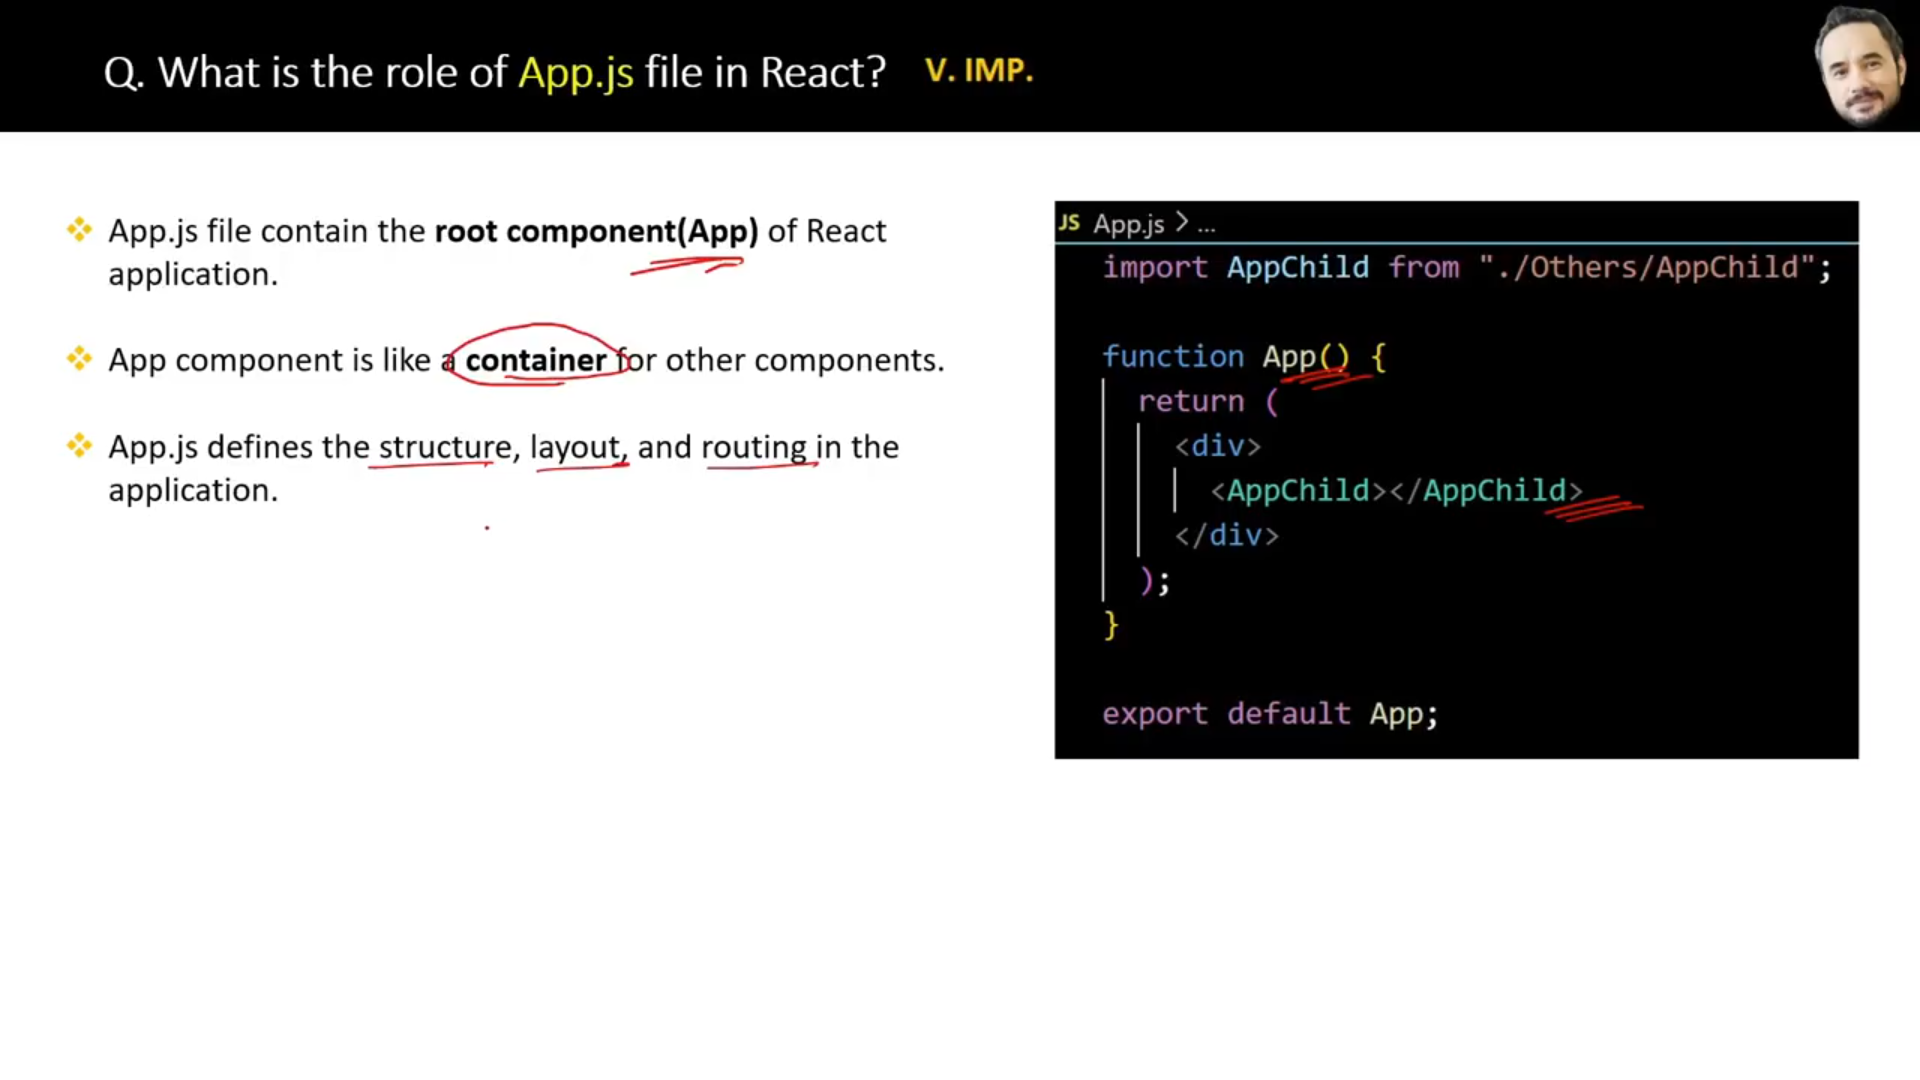 Q. What is the role of App.js file in React? V. IMP.
App.js file contain the root component(App) of React
application.
App component is like a container for other components.
App.js defines the structure, layout, and routing in the
application.
JS App.js > ...
import AppChild from "./Others/AppChild";
function App() {
return (
<div>
<AppChild></AppChild>
</div>
);
}
export default App;